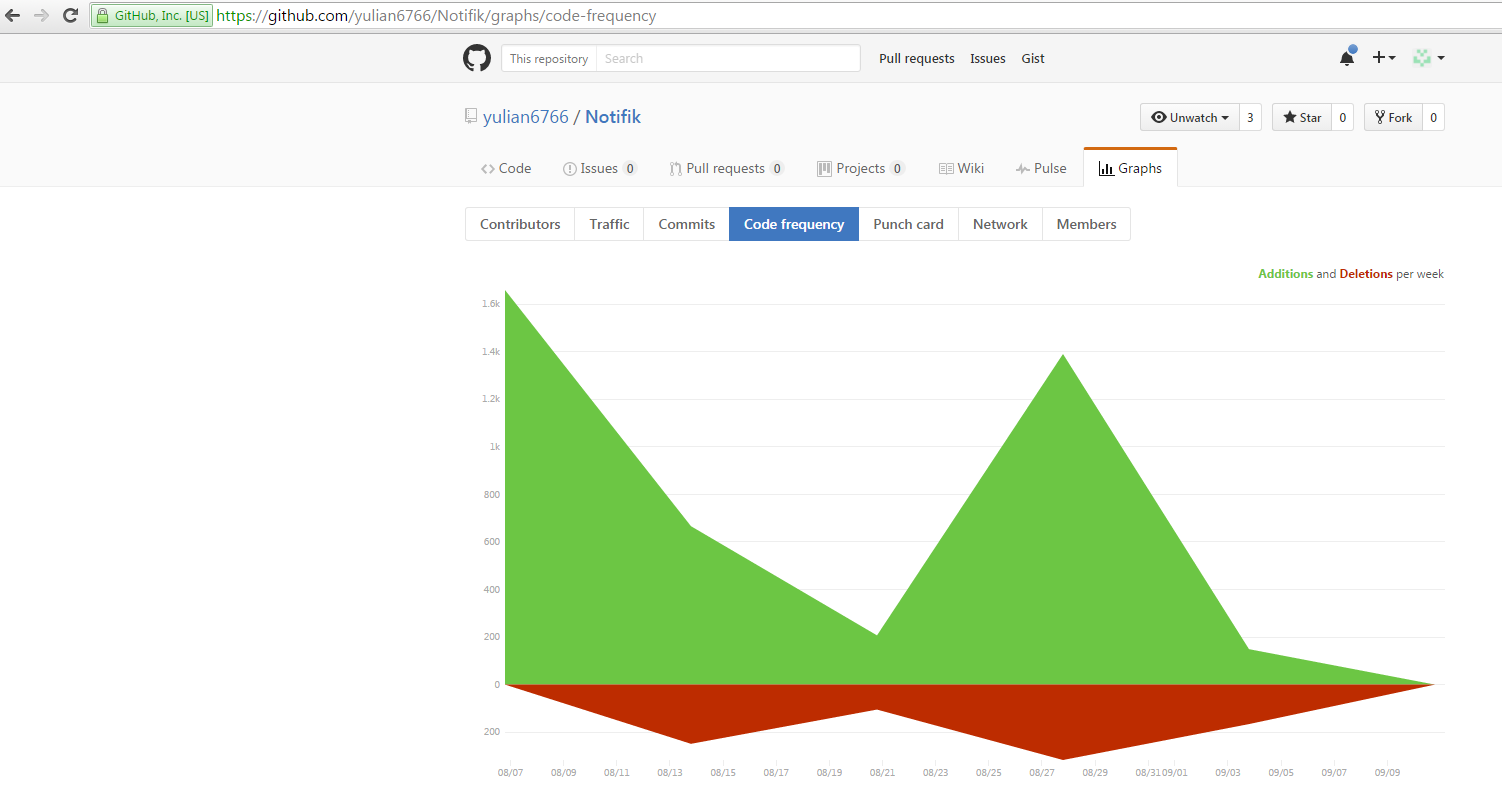 GitHub, Inc. [US] https://github.com/yulian6766/Notifik/graphs/code-frequency
This repository Search Pull requests Issues Gist
yulian6766 / Notifik Unwatch 3 Star 0 Fork 0
Code Issues 0 Pull requests 0 Projects 0 Wiki Pulse Graphs
Contributors Traffic Commits Code frequency Punch card Network Members
Additions and Deletions per week
1.6k
1.4k
1.2k
1k
800
600
400
200
0
200
08/07 08/09 08/11 08/13 08/15 08/17 08/19 08/21 08/23 08/25 08/27 08/29 08/31 09/01 09/03 09/05 09/07 09/09